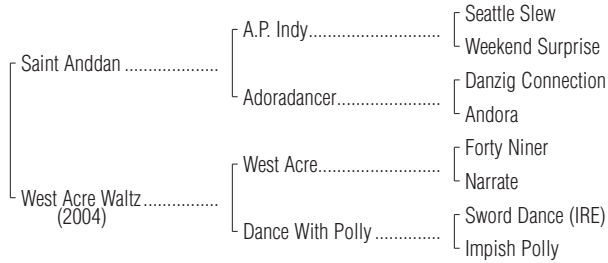 Seattle Slew
A.P. Indy
Weekend Surprise
Saint Anddan
Danzig Connection
Adoradancer
Andora
Forty Niner
West Acre
Narrate
West Acre Waltz
(2004)
Sword Dance (IRE)
Dance With Polly
Impish Polly